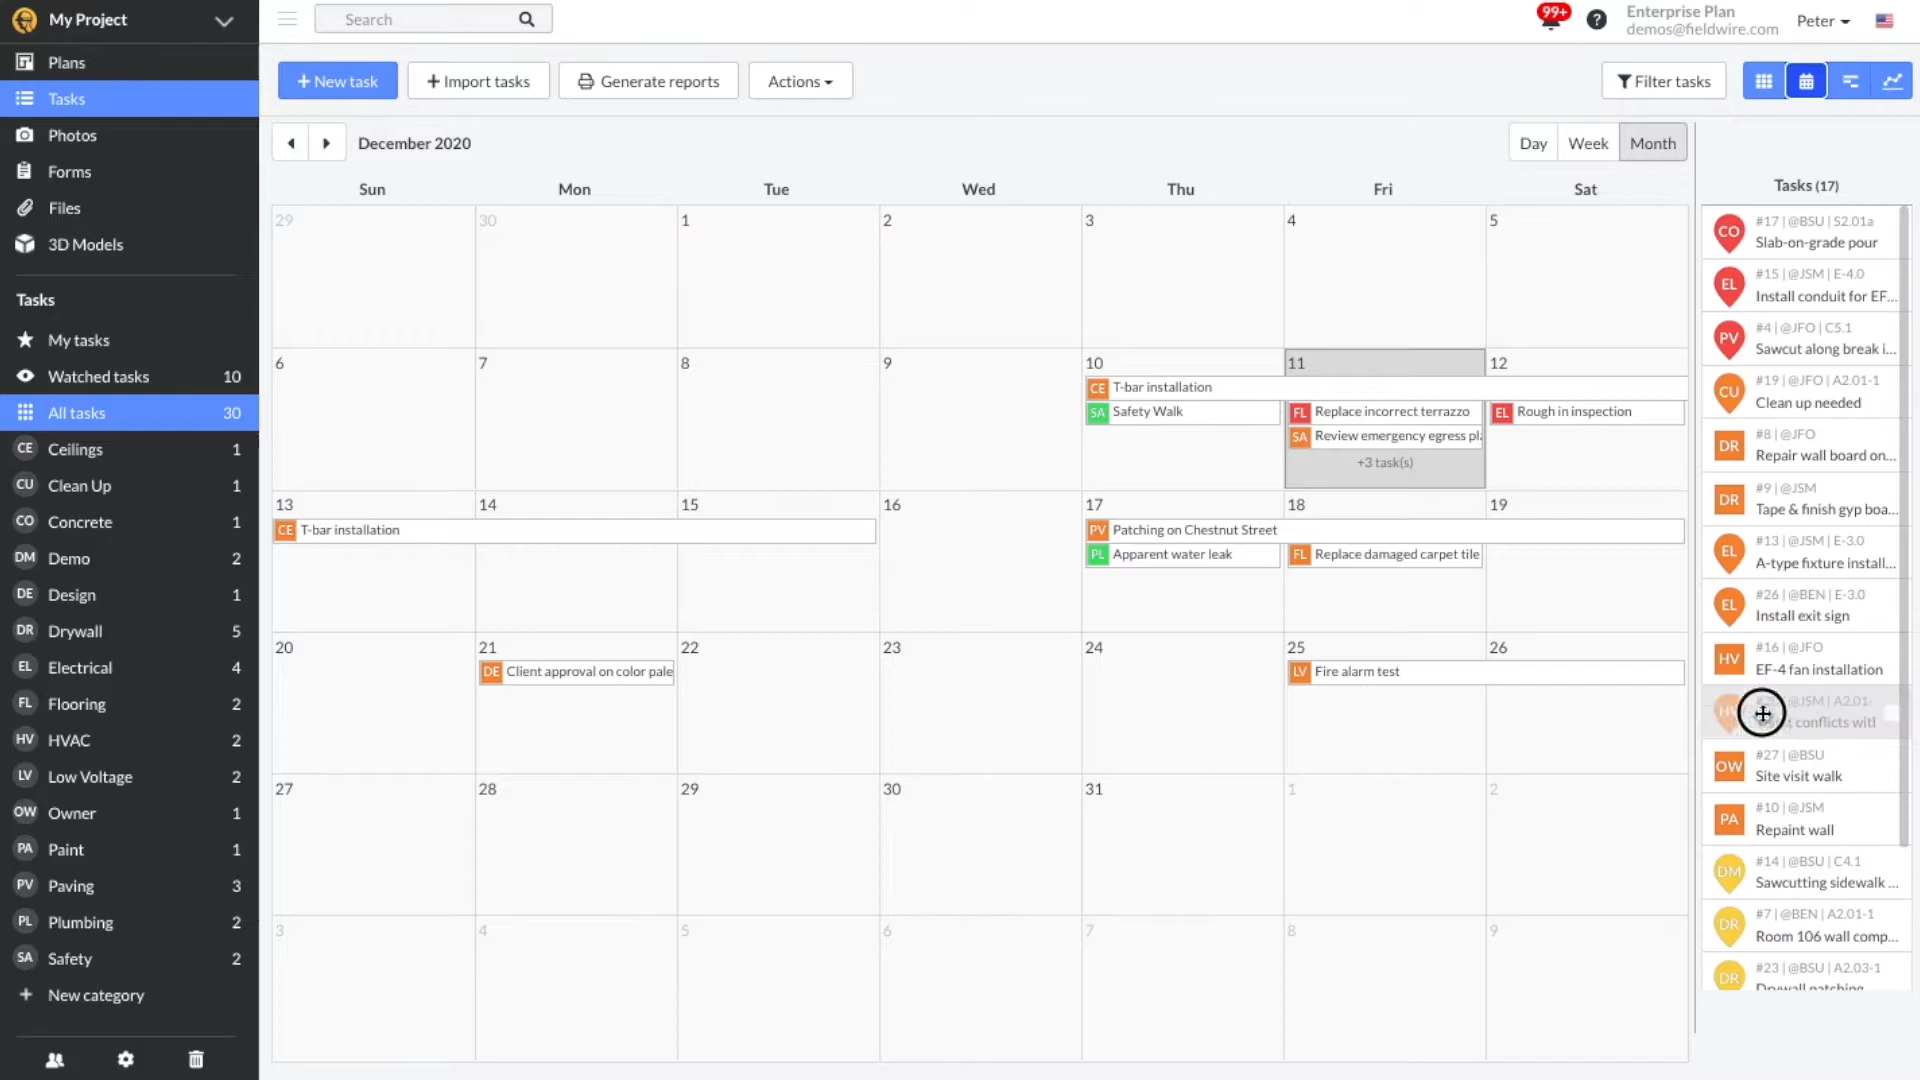 My Project
Search
99+
?
Enterprise Plan
demos@fieldwire.com
Peter
Plans
Tasks
Photos
Forms
Files
3D Models
Tasks
My tasks
Watched tasks 10
All tasks 30
CE Ceilings 1
CU Clean Up 1
CO Concrete 1
DM Demo 2
DE Design 1
DR Drywall 5
EL Electrical 4
FL Flooring 2
HV HVAC 2
LV Low Voltage 2
OW Owner 1
PA Paint 1
PV Paving 3
PL Plumbing 2
SA Safety 2
+ New category
+ New task
+ Import tasks
Generate reports
Actions
Filter tasks
December 2020
Day Week Month
Sun Mon Tue Wed Thu Fri Sat
29 30 1 2 3 4 5
6 7 8 9 10 11 12
CE T-bar installation
SA Safety Walk
FL Replace incorrect terrazzo
EL Rough in inspection
SA Review emergency egress
+3 task(s)
13 14 15 16 17 18 19
CE T-bar installation
PV Patching on Chestnut Street
PL Apparent water leak
FL Replace damaged carpet tile
20 21 22 23 24 25 26
DE Client approval on color pale
LV Fire alarm test
27 28 29 30 31 1 2
3 4 5 6 7 8 9
Tasks (17)
CO
#17 | @BSU | S2.01a
Slab-on-grade pour
EL
#15 | @JSM | E-4.0
Install conduit for EF...
PV
#4 | @JFO | C5.1
Sawcut along break i...
CU
#19 | @JFO | A2.01-1
Clean up needed
DR
#8 | @JFO
Repair wall board on...
DR
#9 | @JSM
Tape & finish gyp boa...
EL
#13 | @JSM | E-3.0
A-type fixture install...
EL
#26 | @BEN | E-3.0
Install exit sign
HV
#16 | @JFO
EF-4 fan installation
@JSM | A2.01-
conflicts with
OW
#27 | @BSU
Site visit walk
PA
#10 | @JSM
Repaint wall
DM
#14 | @BSU | C4.1
Sawcutting sidewalk ...
DR
#7 | @BEN | A2.01-1
Room 106 wall comp...
DR
#23 | @BSU | A2.03-1
Drywall patching